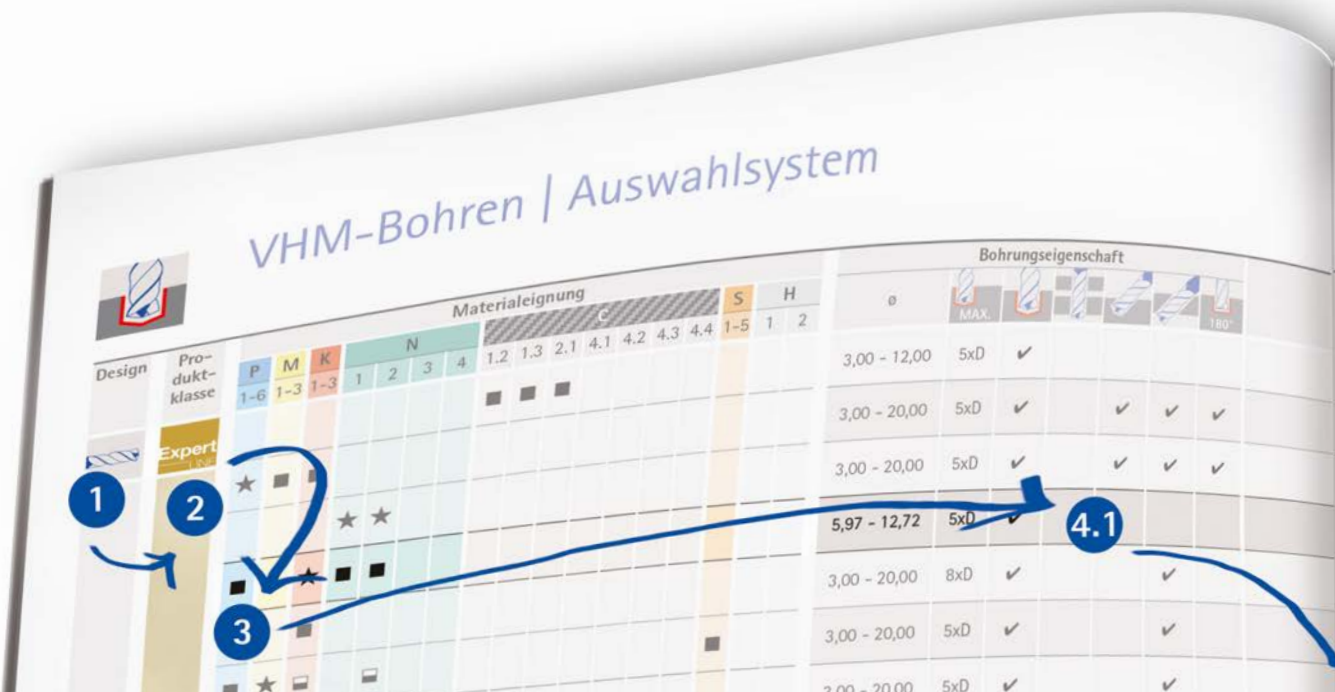 VHM-Bohren | Auswahlsystem
Bohrungseigenschaft
Materialeignung
Design
Pro-
dukt-
klasse
P M K N C S H ø MAX. 180°
1-6 1-3 1-3 1 2 3 4 1.2 1.3 2.1 4.1 4.2 4.3 4.4 1-5 1 2
3,00 - 12,00 5xD ✔
Expert
3,00 - 20,00 5xD ✔ ✔ ✔ ✔
1 2
★ ■ ■ 3,00 - 20,00 5xD ✔ ✔ ✔ ✔
★ ★ 5,97 - 12,72 5xD ✔
4.1
■ ★ ■ ■ 3,00 - 20,00 8xD ✔ ✔
3
■ ■ 3,00 - 20,00 5xD ✔ ✔
3,00 - 20,00 5xD ✔ ✔